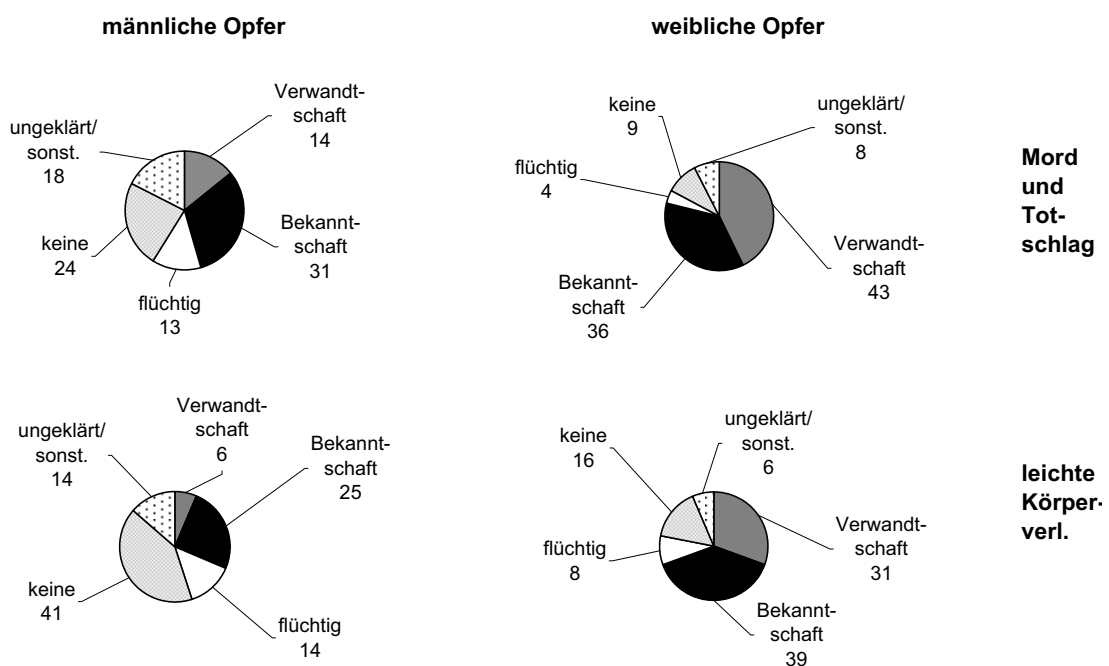 männliche Opfer
weibliche Opfer
Verwandt-
schaft
14
ungeklärt/
sonst.
18
Bekannt-
schaft
31
keine
24
flüchtig
13
keine
9
ungeklärt/
sonst.
8
flüchtig
4
Verwandt-
schaft
43
Bekannt-
schaft
36
Mord
und
Tot-
schlag
Verwandt-
schaft
6
ungeklärt/
sonst.
14
Bekannt-
schaft
25
keine
41
flüchtig
14
ungeklärt/
sonst.
6
keine
16
Verwandt-
schaft
31
flüchtig
8
Bekannt-
schaft
39
leichte
Körper-
verl.